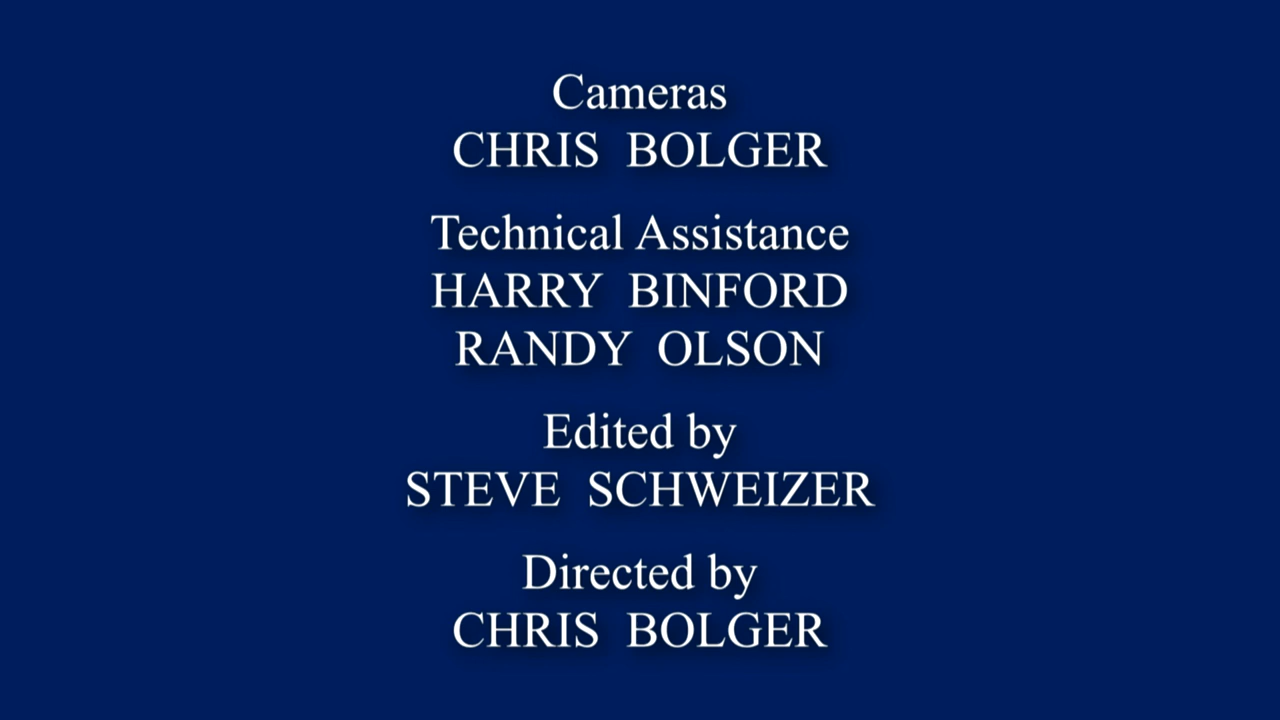 Cameras
CHRIS BOLGER
Technical Assistance
HARRY BINFORD
RANDY OLSON
Edited by
STEVE SCHWEIZER
Directed by
CHRIS BOLGER